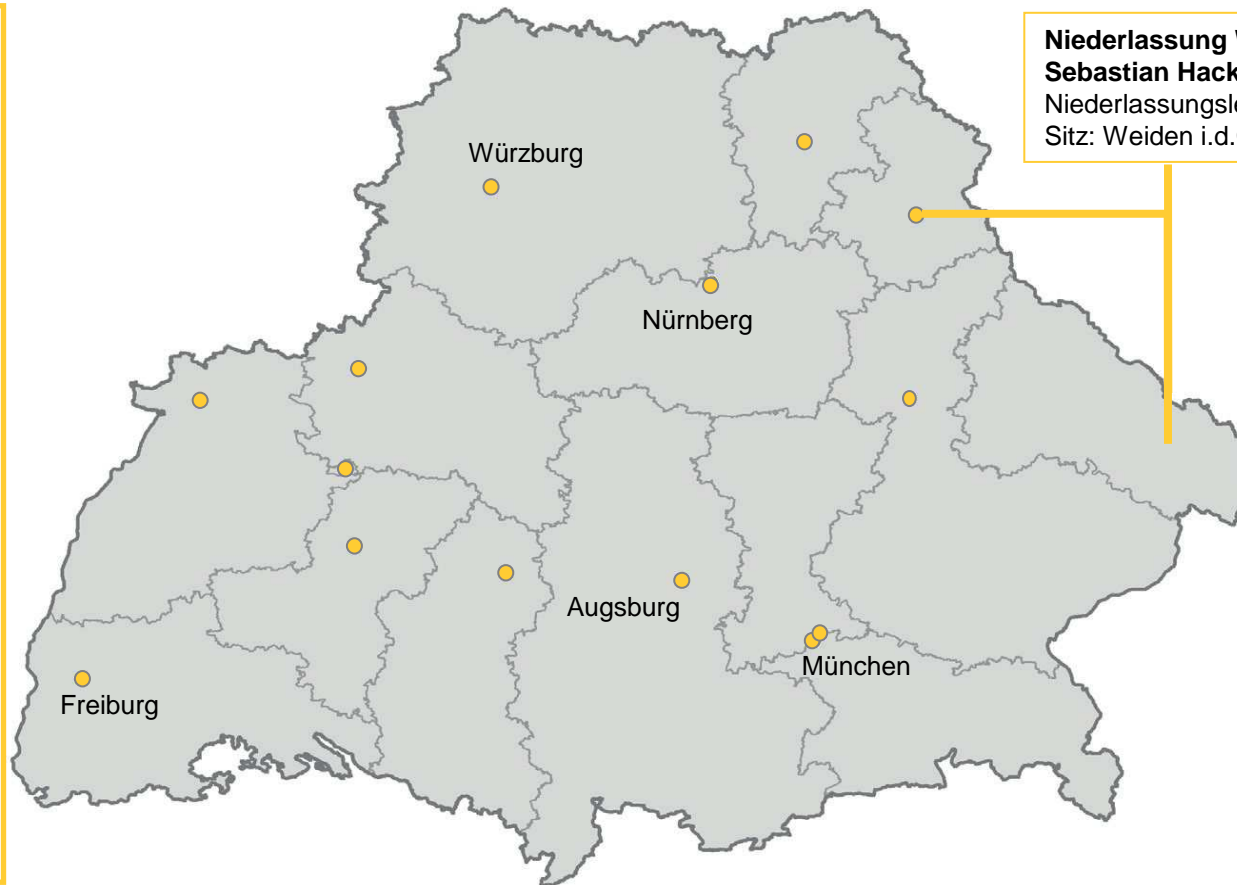 Niederlassung
Sebastian Hack
Niederlassungsle
Sitz: Weiden i.d.
Würzburg
Nürnberg
Augsburg
München
Freiburg